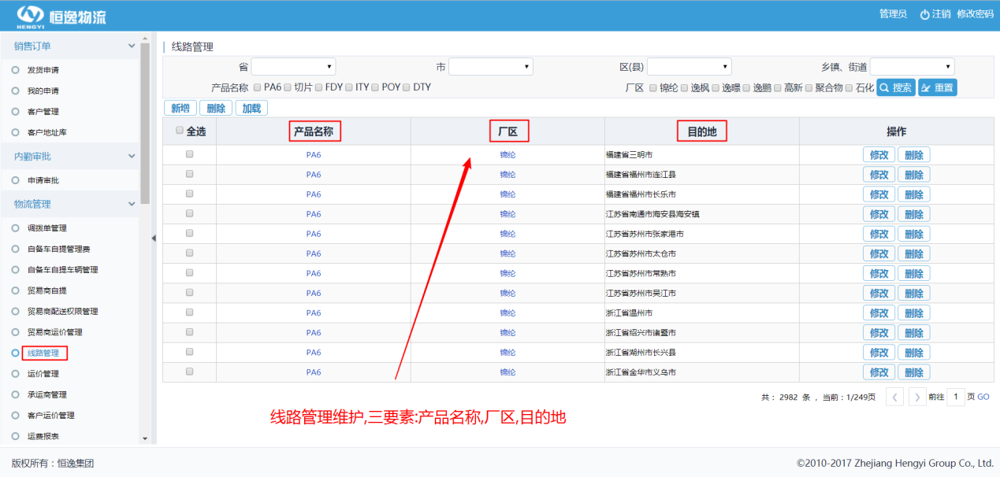 恒逸物流
HENGYI
管理员 注销 修改密码
销售订单
发货申请
我的申请
客户管理
客户地址库
内勤审批
申请审批
物流管理
调拨单管理
自备车自提管理费
自备车自提车辆管理
贸易商自提
贸易商配送权限管理
贸易商运价管理
线路管理
运价管理
承运商管理
客户运价管理
运费报表
线路管理
省 市 区(县) 乡镇、街道
产品名称 PA6 切片 FDY ITY POY DTY 厂区 锦纶 逸枫 逸暻 逸鹏 高新 聚合物 石化 搜索 重置
新增 删除 加载
全选 产品名称 厂区 目的地 操作
PA6 锦纶 福建省三明市 修改 删除
PA6 锦纶 福建省福州市连江县 修改 删除
PA6 锦纶 福建省福州市长乐市 修改 删除
PA6 锦纶 江苏省南通市海安县海安镇 修改 删除
PA6 锦纶 江苏省苏州市张家港市 修改 删除
PA6 锦纶 江苏省苏州市太仓市 修改 删除
PA6 锦纶 江苏省苏州市常熟市 修改 删除
PA6 锦纶 江苏省苏州市吴江市 修改 删除
PA6 锦纶 浙江省温州市 修改 删除
PA6 锦纶 浙江省绍兴市诸暨市 修改 删除
PA6 锦纶 浙江省湖州市长兴县 修改 删除
PA6 锦纶 浙江省金华市义乌市 修改 删除
共： 2982 条 ，当前：1/249页 前往 1 页 GO
线路管理维护,三要素:产品名称,厂区,目的地
版权所有：恒逸集团
©2010-2017 Zhejiang Hengyi Group Co., Ltd.